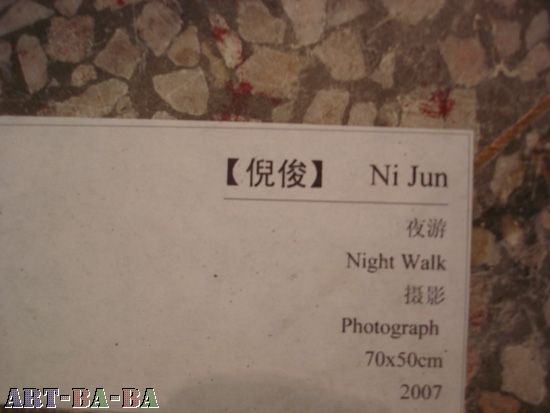 【倪俊】 Ni Jun
夜游
Night Walk
摄影
Photograph
70x50cm
2007
ART-BA-BA